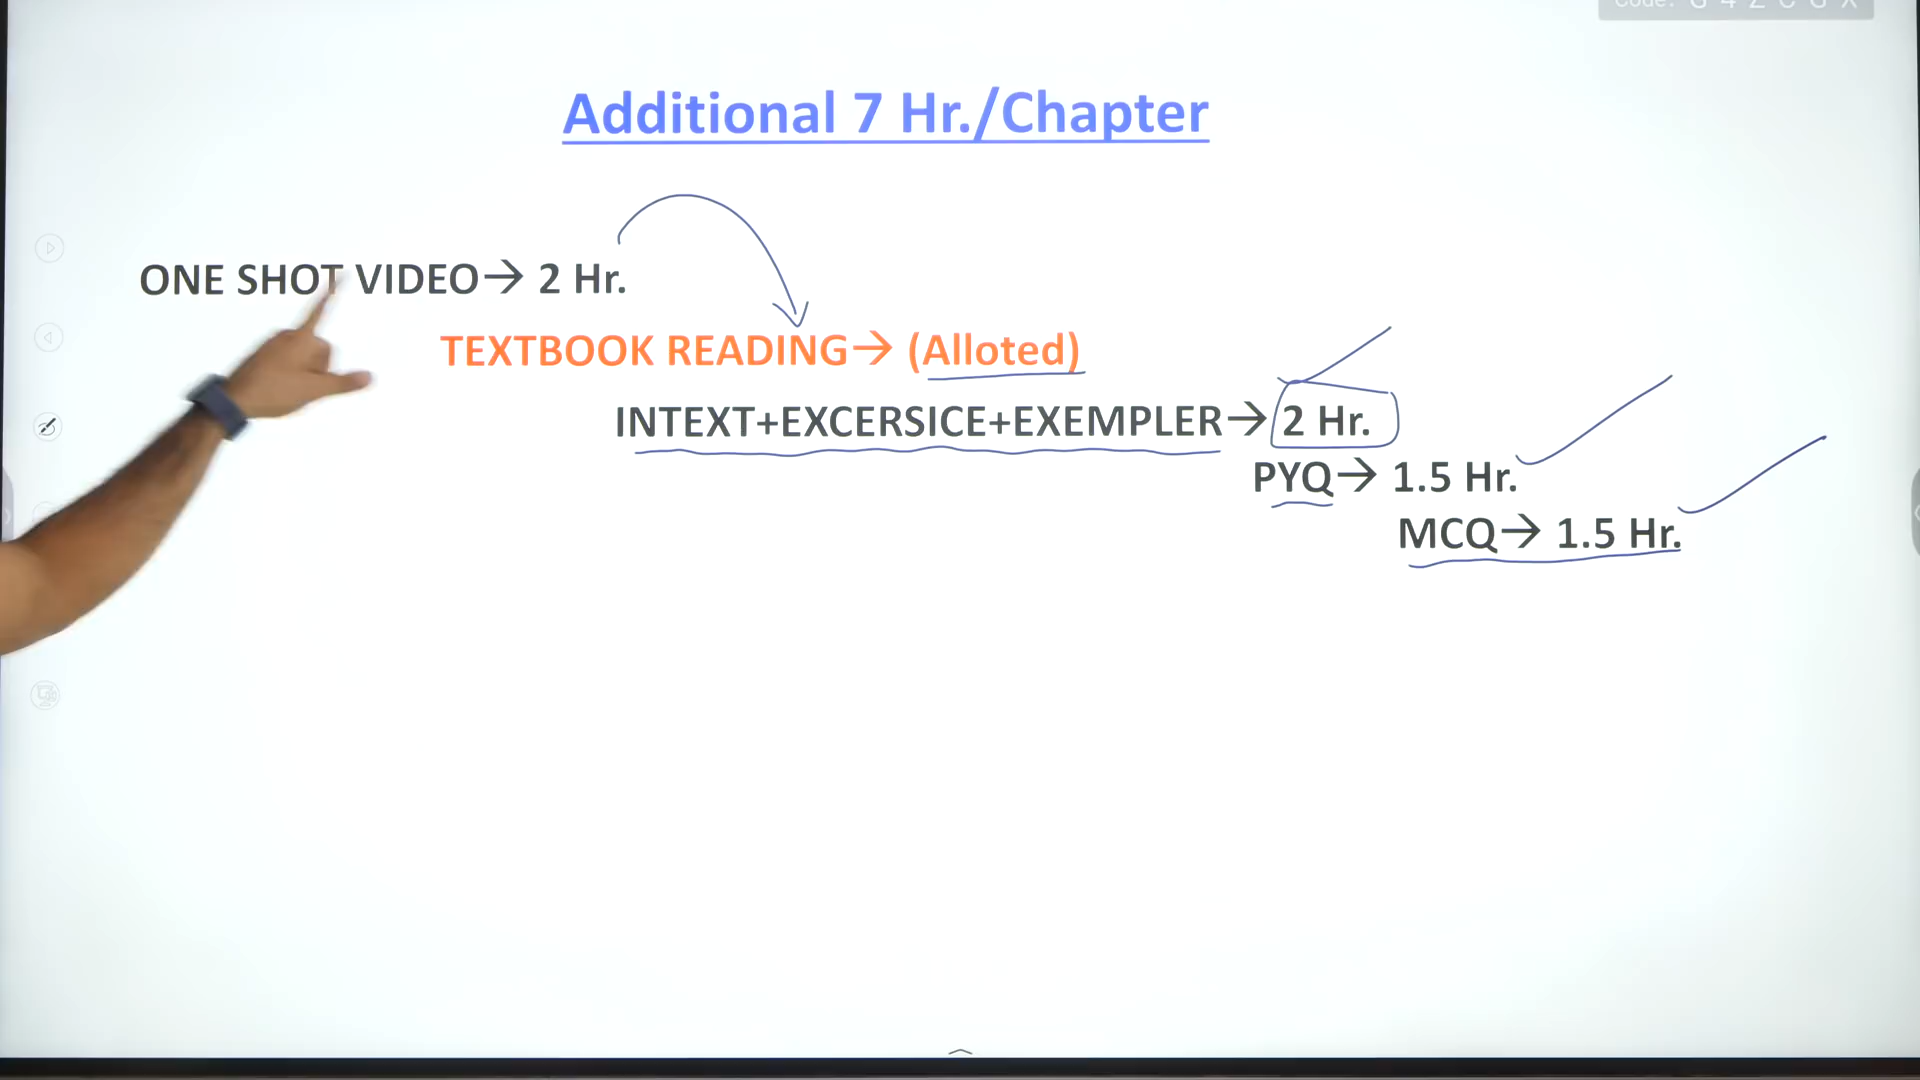 Additional 7 Hr./Chapter
ONE SHOT VIDEO→ 2 Hr.
TEXTBOOK READING→ (Alloted)
INTEXT+EXCERSICE+EXEMPLER→ 2 Hr.
PYQ→ 1.5 Hr.
MCQ→ 1.5 Hr.